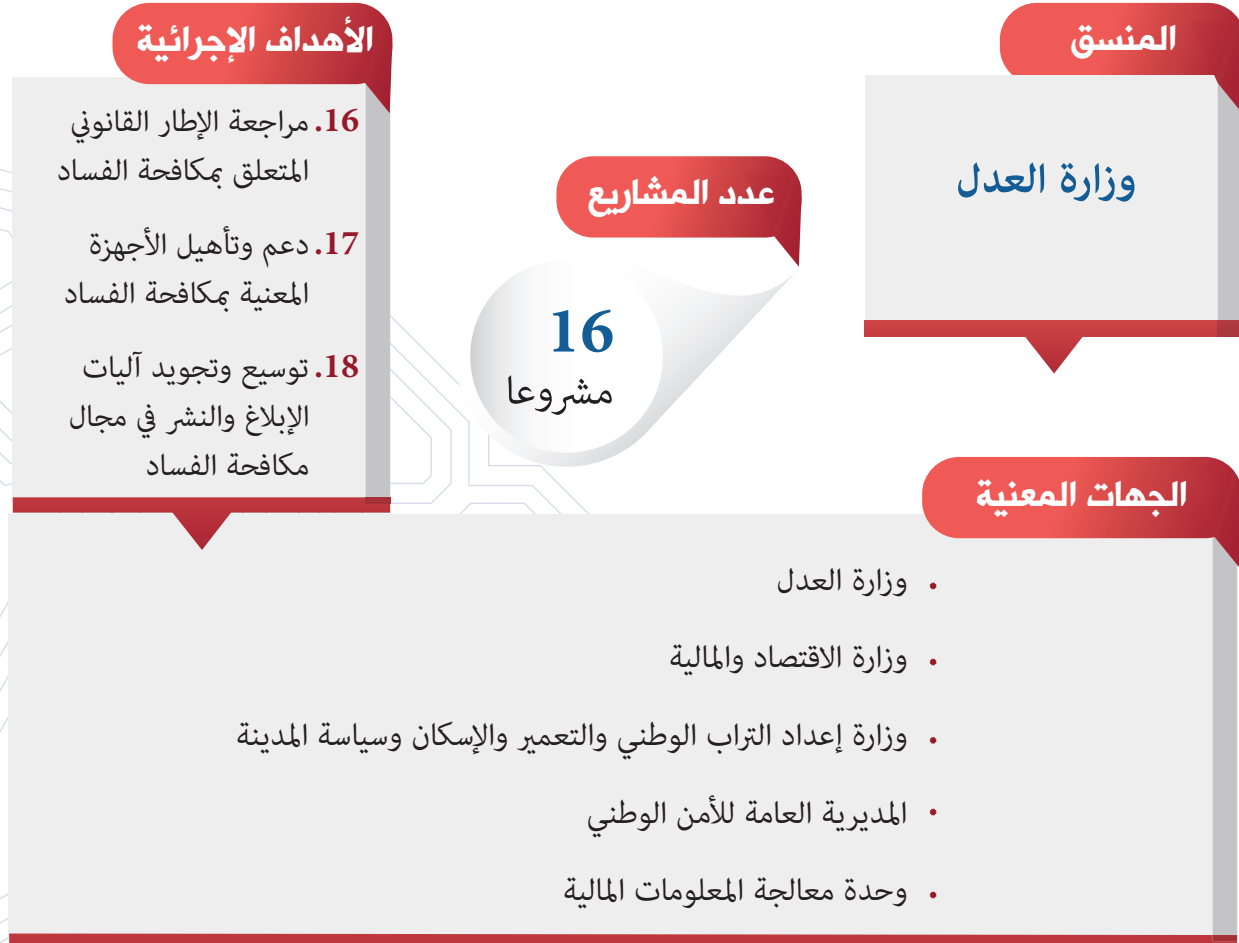 المنسق
وزارة العدل
عدد المشاريع
16
مشروعا
الأهداف الإجرائية
16. مراجعة الإطار القانوني
المتعلق بمكافحة الفساد
17. دعم وتأهيل الأجهزة
المعنية بمكافحة الفساد
18. توسيع وتجويد آليات
الإبلاغ والنشر في مجال
مكافحة الفساد
الجهات المعنية
• وزارة العدل
• وزارة الاقتصاد والمالية
• وزارة إعداد التراب الوطني والتعمير والإسكان وسياسة المدينة
• المديرية العامة للأمن الوطني
• وحدة معالجة المعلومات المالية